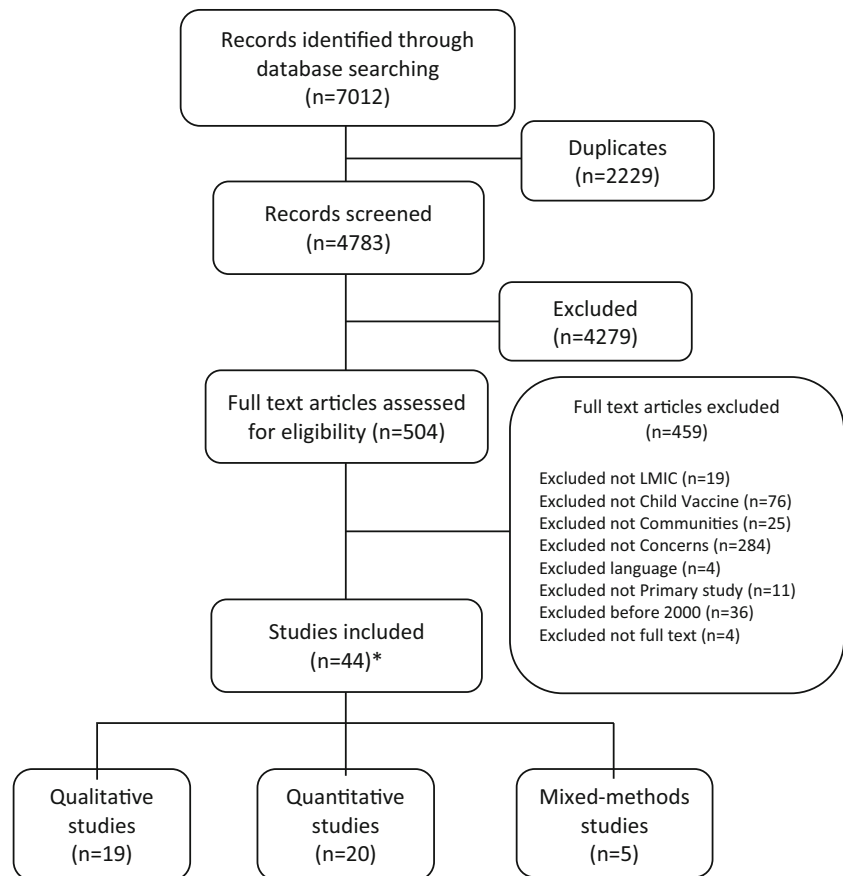 Records identified through
database searching
(n=7012)
Duplicates
(n=2229)
Records screened
(n=4783)
Excluded
(n=4279)
Full text articles assessed
for eligibility (n=504)
Full text articles excluded
(n=459)
Excluded not LMIC (n=19)
Excluded not Child Vaccine (n=76)
Excluded not Communities (n=25)
Excluded not Concerns (n=284)
Excluded language (n=4)
Excluded not Primary study (n=11)
Excluded before 2000 (n=36)
Excluded not full text (n=4)
Studies included
(n=44)*
Qualitative
studies
(n=19)
Quantitative
studies
(n=20)
Mixed-methods
studies
(n=5)